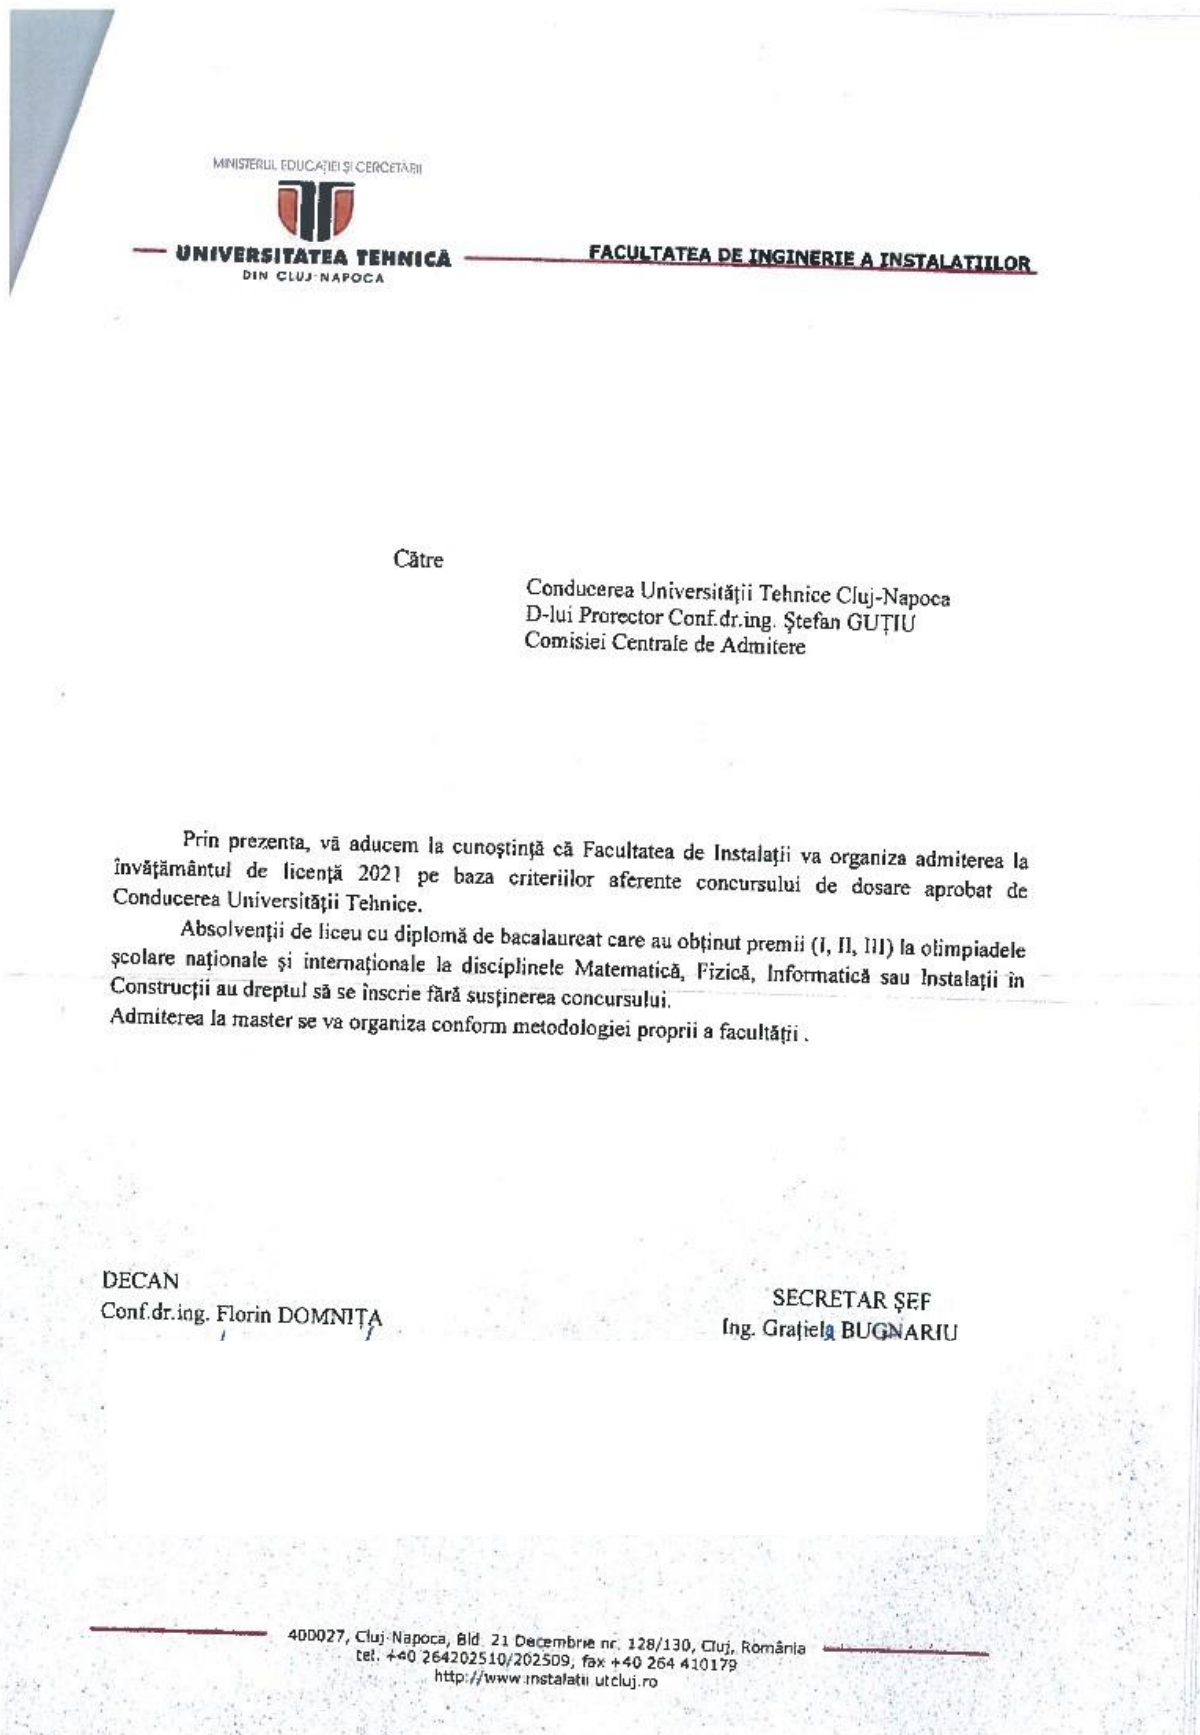 MINISTERUL EDUCAȚIEI ȘI CERCETĂRII
UNIVERSITATEA TEHNICĂ
DIN CLUJ-NAPOCA
FACULTATEA DE INGINERIE A INSTALAȚIILOR
Către
Conducerea Universității Tehnice Cluj-Napoca
D-lui Prorector Conf.dr.ing. Ștefan GUȚIU
Comisiei Centrale de Admitere
Prin prezenta, vă aducem la cunoștință că Facultatea de Instalații va organiza admiterea la
învățământul de licență 2021 pe baza criteriilor aferente concursului de dosare aprobat de
Conducerea Universității Tehnice.
Absolvenții de liceu cu diplomă de bacalaureat care au obținut premii (I, II, III) la olimpiadele
școlare naționale și internaționale la disciplinele Matematică, Fizică, Informatică sau Instalații în
Construcții au dreptul să se înscrie fără susținerea concursului.
Admiterea la master se va organiza conform metodologiei proprii a facultății .
DECAN
Conf.dr.ing. Florin DOMNIȚA
SECRETAR ȘEF
Ing. Grațiela BUGNARIU
400027, Cluj-Napoca, Bld. 21 Decembrie nr. 128/130, Cluj, România
tel. +40 264202510/202509, fax +40 264 410179
http://www.instalatii.utcluj.ro